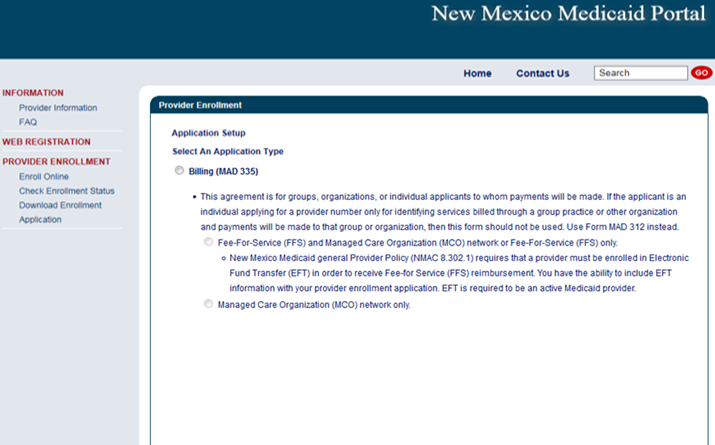 New Mexico Medicaid Portal
Home
Contact Us
Search
GO
INFORMATION
Provider Information
FAQ
WEB REGISTRATION
PROVIDER ENROLLMENT
Enroll Online
Check Enrollment Status
Download Enrollment
Application
Provider Enrollment
Application Setup
Select An Application Type
Billing (MAD 335)
• This agreement is for groups, organizations, or individual applicants to whom payments will be made. If the applicant is an
individual applying for a provider number only for identifying services billed through a group practice or other organization
and payments will be made to that group or organization, then this form should not be used. Use Form MAD 312 instead.
Fee-For-Service (FFS) and Managed Care Organization (MCO) network or Fee-For-Service (FFS) only.
New Mexico Medicaid general Provider Policy (NMAC 8.302.1) requires that a provider must be enrolled in Electronic
Fund Transfer (EFT) in order to receive Fee-for Service (FFS) reimbursement. You have the ability to include EFT
information with your provider enrollment application. EFT is required to be an active Medicaid provider.
Managed Care Organization (MCO) network only.